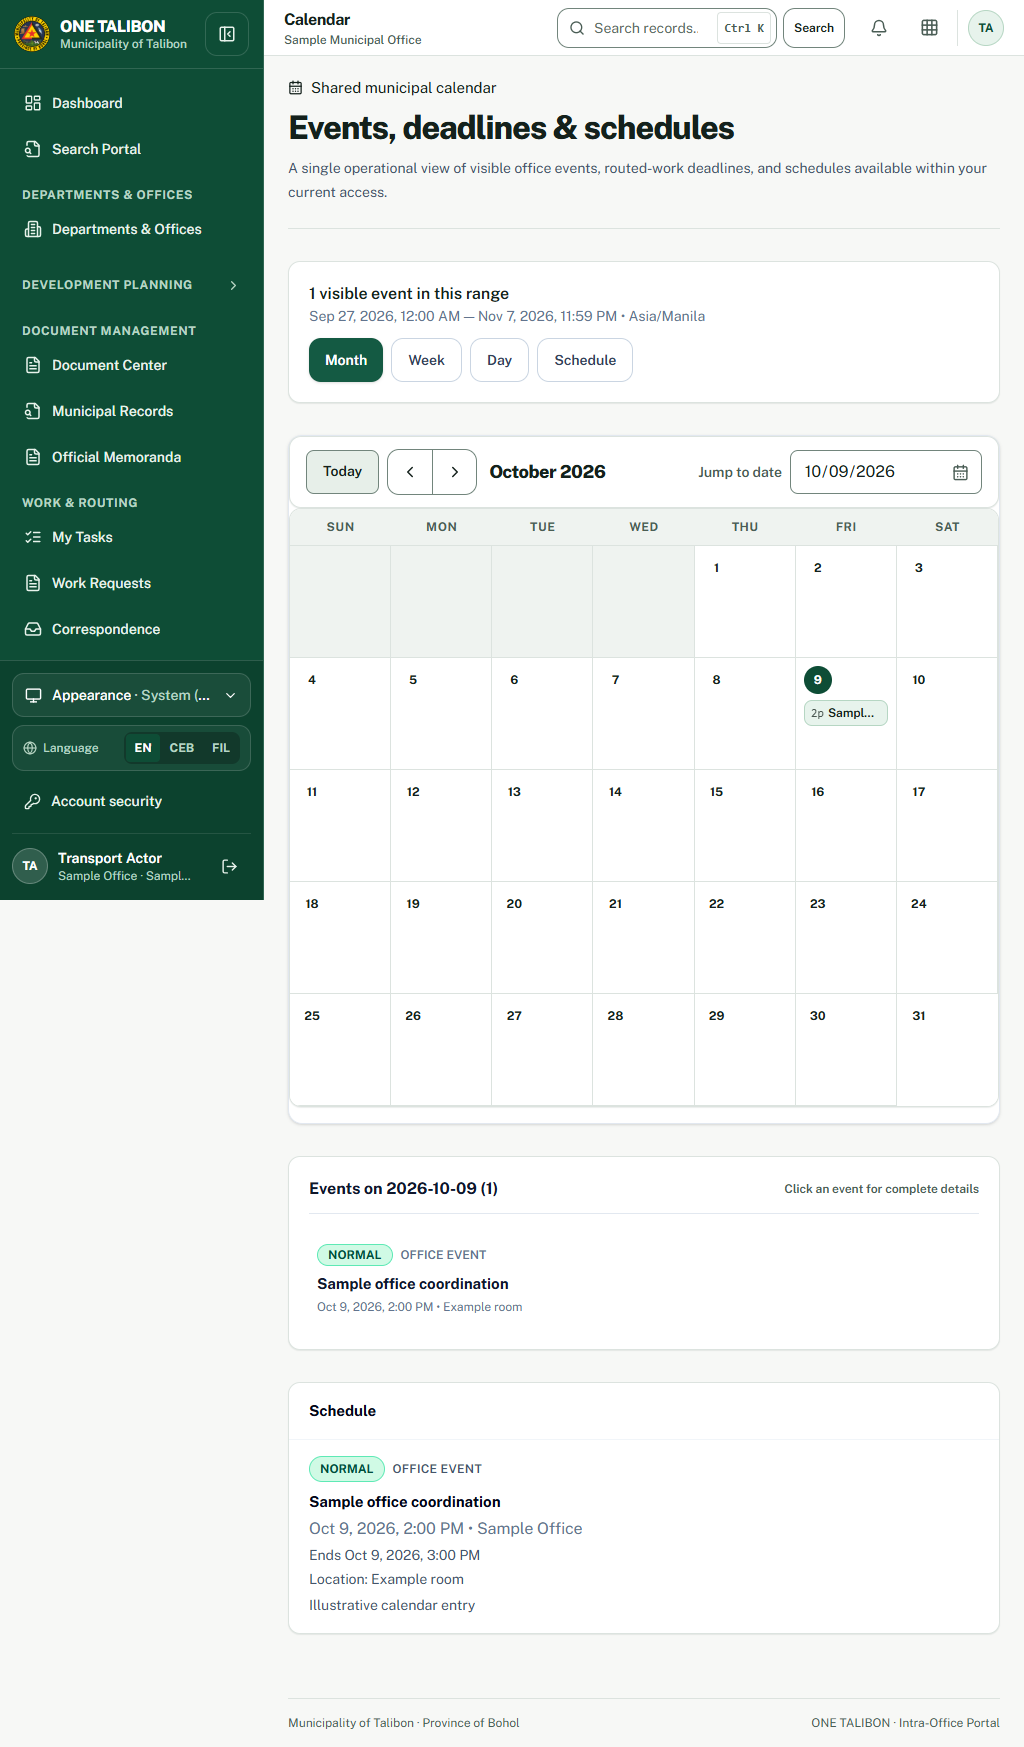 ONE TALIBON
Municipality of Talibon
Dashboard
Search Portal
DEPARTMENTS & OFFICES
Departments & Offices
DEVELOPMENT PLANNING
DOCUMENT MANAGEMENT
Document Center
Municipal Records
Official Memoranda
WORK & ROUTING
My Tasks
Work Requests
Correspondence
Appearance · System (...
Language EN CEB FIL
Account security
TA
Transport Actor
Sample Office · Sampl...
Calendar
Sample Municipal Office
Search records.. Ctrl K Search TA
Shared municipal calendar
Events, deadlines & schedules
A single operational view of visible office events, routed-work deadlines, and schedules available within your
current access.
1 visible event in this range
Sep 27, 2026, 12:00 AM — Nov 7, 2026, 11:59 PM • Asia/Manila
Month Week Day Schedule
Today October 2026 Jump to date 10/09/2026
SUN MON TUE WED THU FRI SAT
1 2 3
4 5 6 7 8 9 10
2p Sampl...
11 12 13 14 15 16 17
18 19 20 21 22 23 24
25 26 27 28 29 30 31
Events on 2026-10-09 (1) Click an event for complete details
NORMAL OFFICE EVENT
Sample office coordination
Oct 9, 2026, 2:00 PM • Example room
Schedule
NORMAL OFFICE EVENT
Sample office coordination
Oct 9, 2026, 2:00 PM • Sample Office
Ends Oct 9, 2026, 3:00 PM
Location: Example room
Illustrative calendar entry
Municipality of Talibon · Province of Bohol ONE TALIBON · Intra-Office Portal